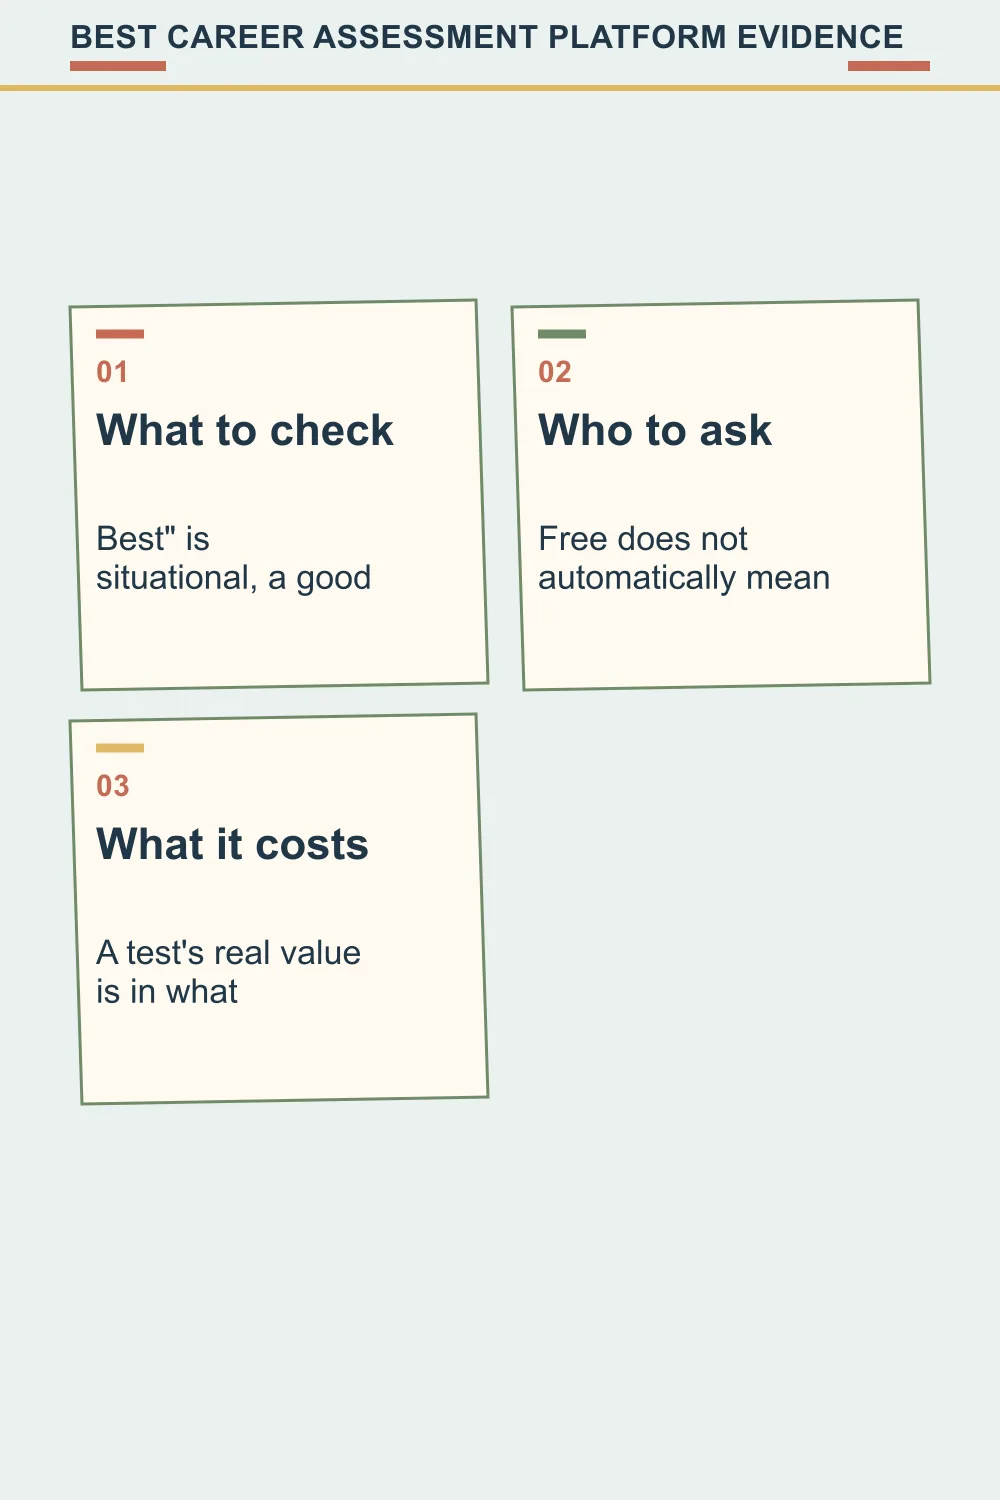 BEST CAREER ASSESSMENT PLATFORM EVIDENCE
01
What to check
Best" is
situational, a good
02
Who to ask
Free does not
automatically mean
03
What it costs
A test's real value
is in what